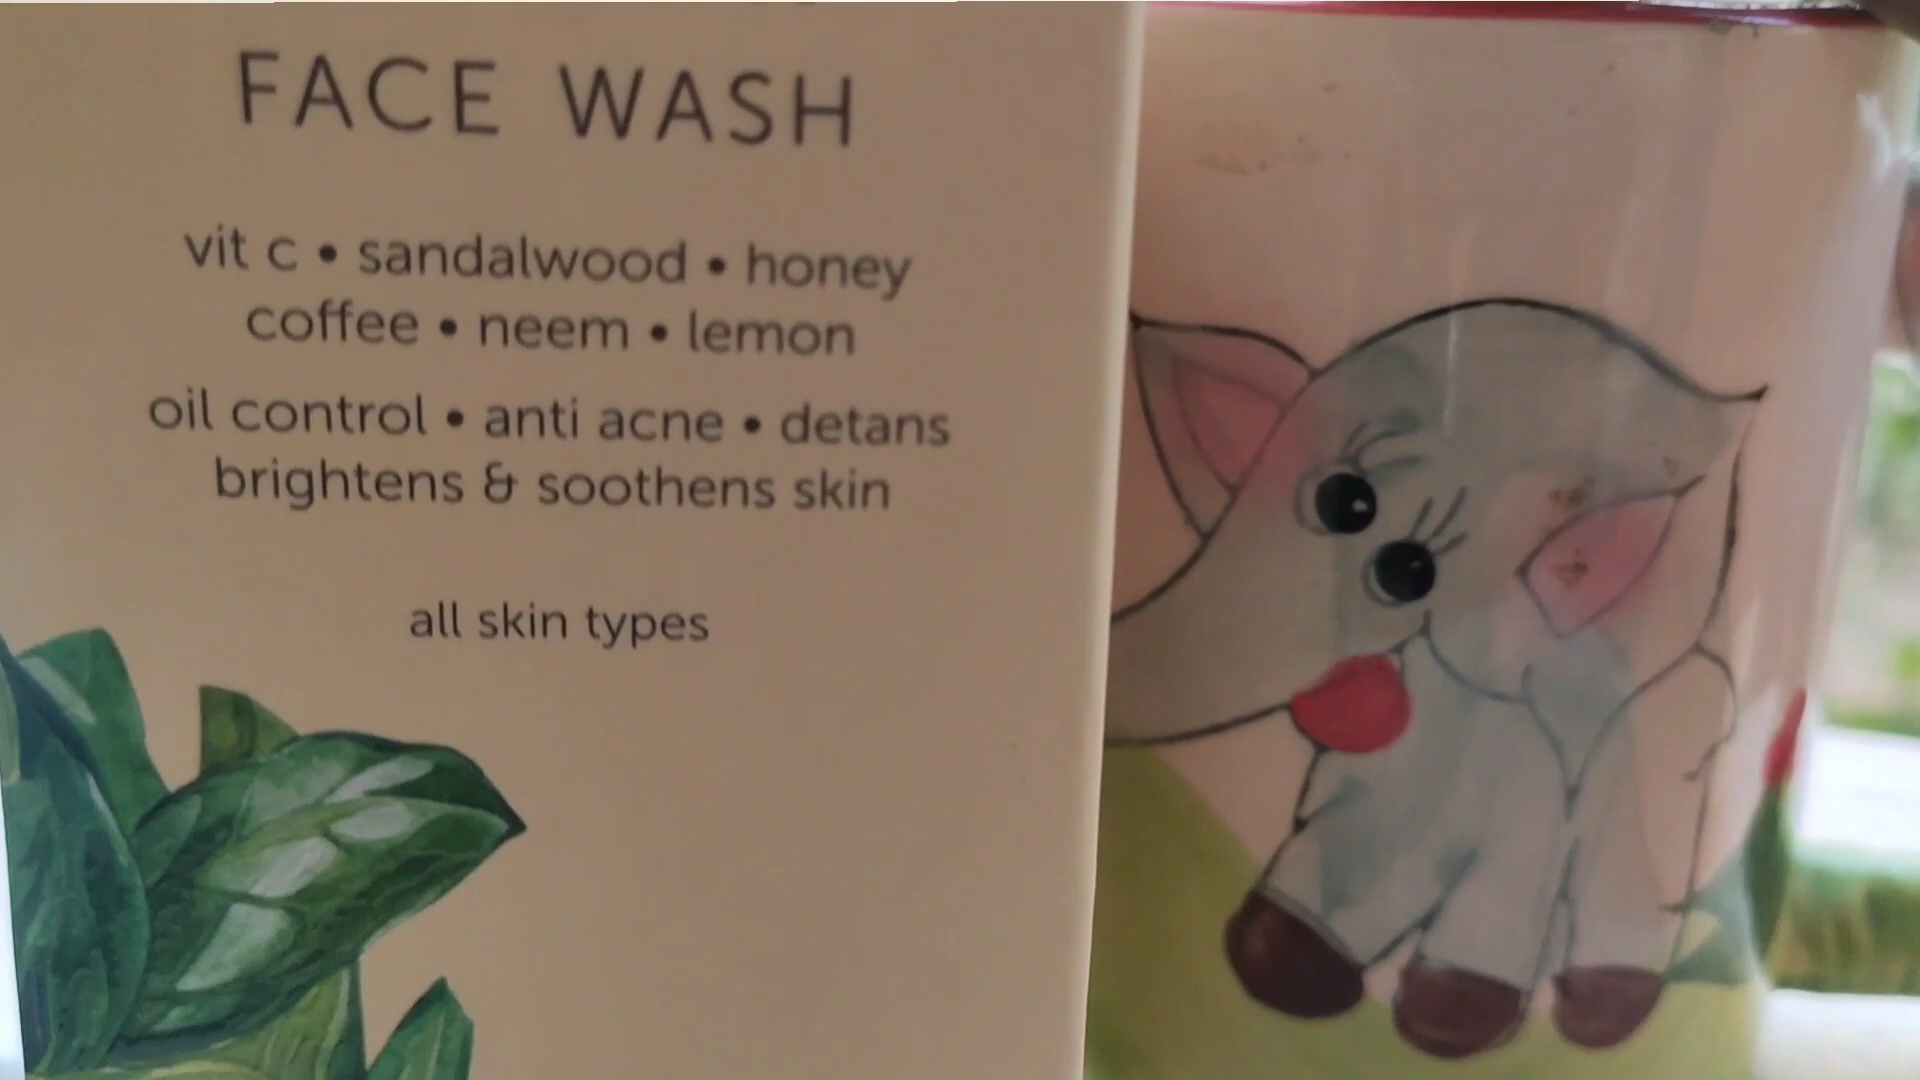 FACE WASH
vit c • sandalwood • honey
coffee • neem • lemon
oil control • anti acne • detans
brightens & soothens skin
all skin types